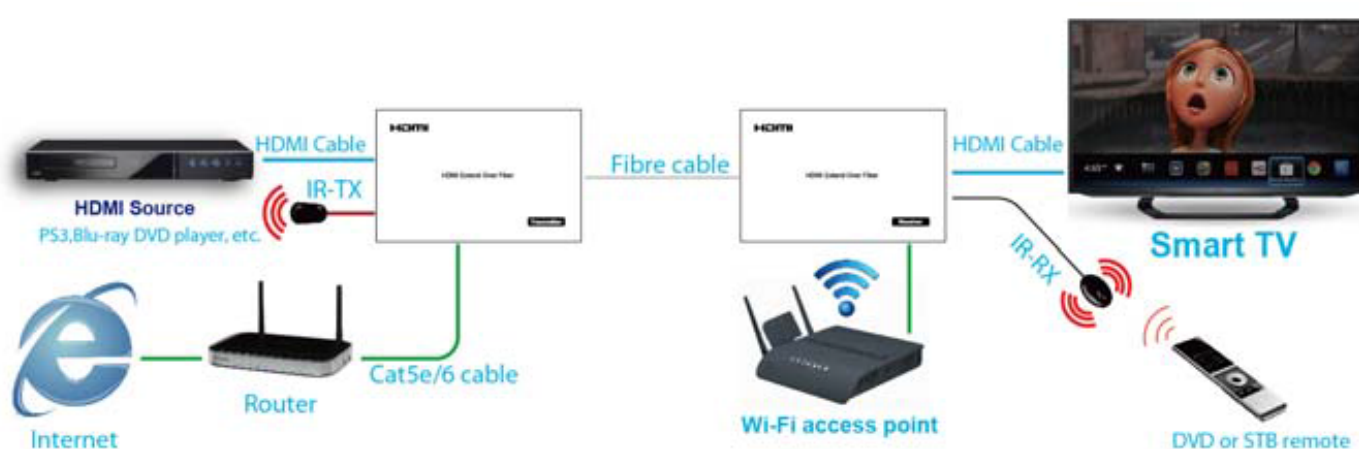 HDMI
HDMI Extend Over Fiber
Transmitter
HDMI
HDMI Extend Over Fiber
Receiver
HDMI Cable
Fibre cable
HDMI Cable
IR-TX
HDMI Source
PS3,Blu-ray DVD player, etc.
IR-RX
Smart TV
Cat5e/6 cable
Router
Internet
Wi-Fi access point
DVD or STB remote